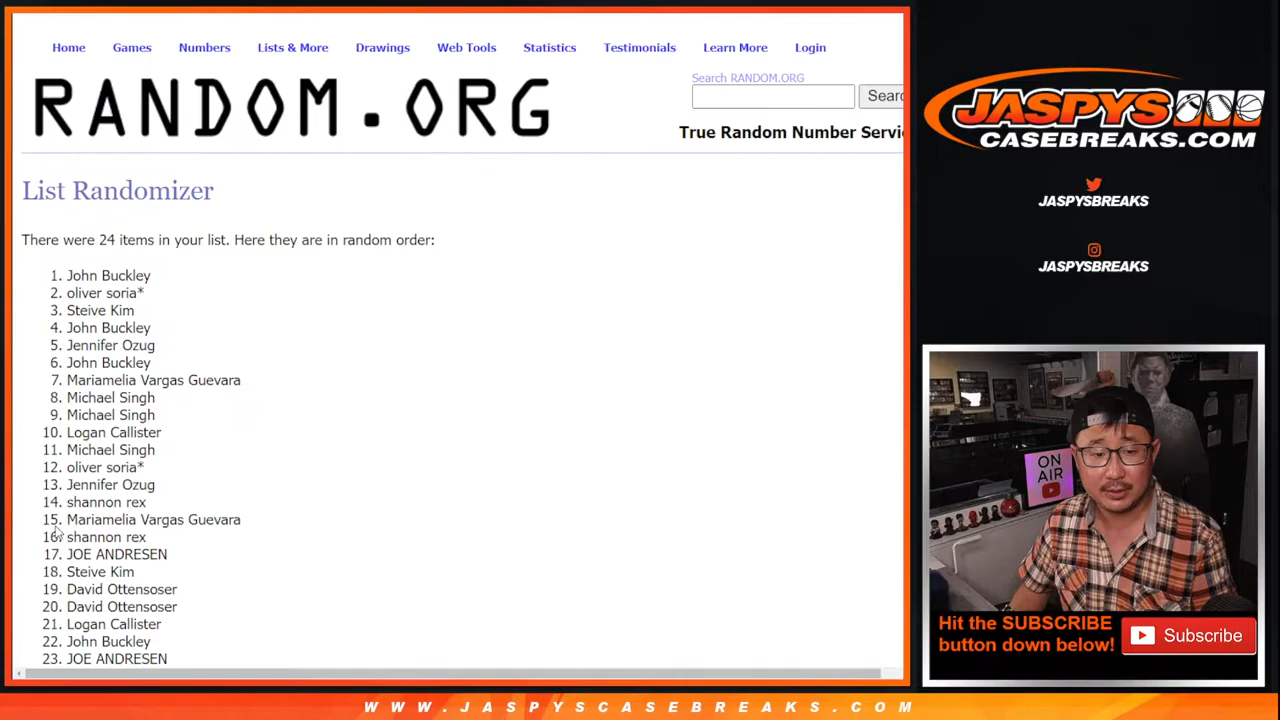 Home Games Numbers Lists & More Drawings Web Tools Statistics Testimonials Learn More Login
RANDOM.ORG
Search RANDOM.ORG
Searc
True Random Number Servi
List Randomizer
There were 24 items in your list. Here they are in random order:
1. John Buckley
2. oliver soria*
3. Steive Kim
4. John Buckley
5. Jennifer Ozug
6. John Buckley
7. Mariamelia Vargas Guevara
8. Michael Singh
9. Michael Singh
10. Logan Callister
11. Michael Singh
12. oliver soria*
13. Jennifer Ozug
14. shannon rex
15. Mariamelia Vargas Guevara
16. shannon rex
17. JOE ANDRESEN
18. Steive Kim
19. David Ottensoser
20. David Ottensoser
21. Logan Callister
22. John Buckley
23. JOE ANDRESEN
JASPYS
CASEBREAKS.COM
JASPYSBREAKS
JASPYSBREAKS
ON
AIR
Hit the SUBSCRIBE
button down below!
Subscribe
WWW.JASPYSCASEBREAKS.COM